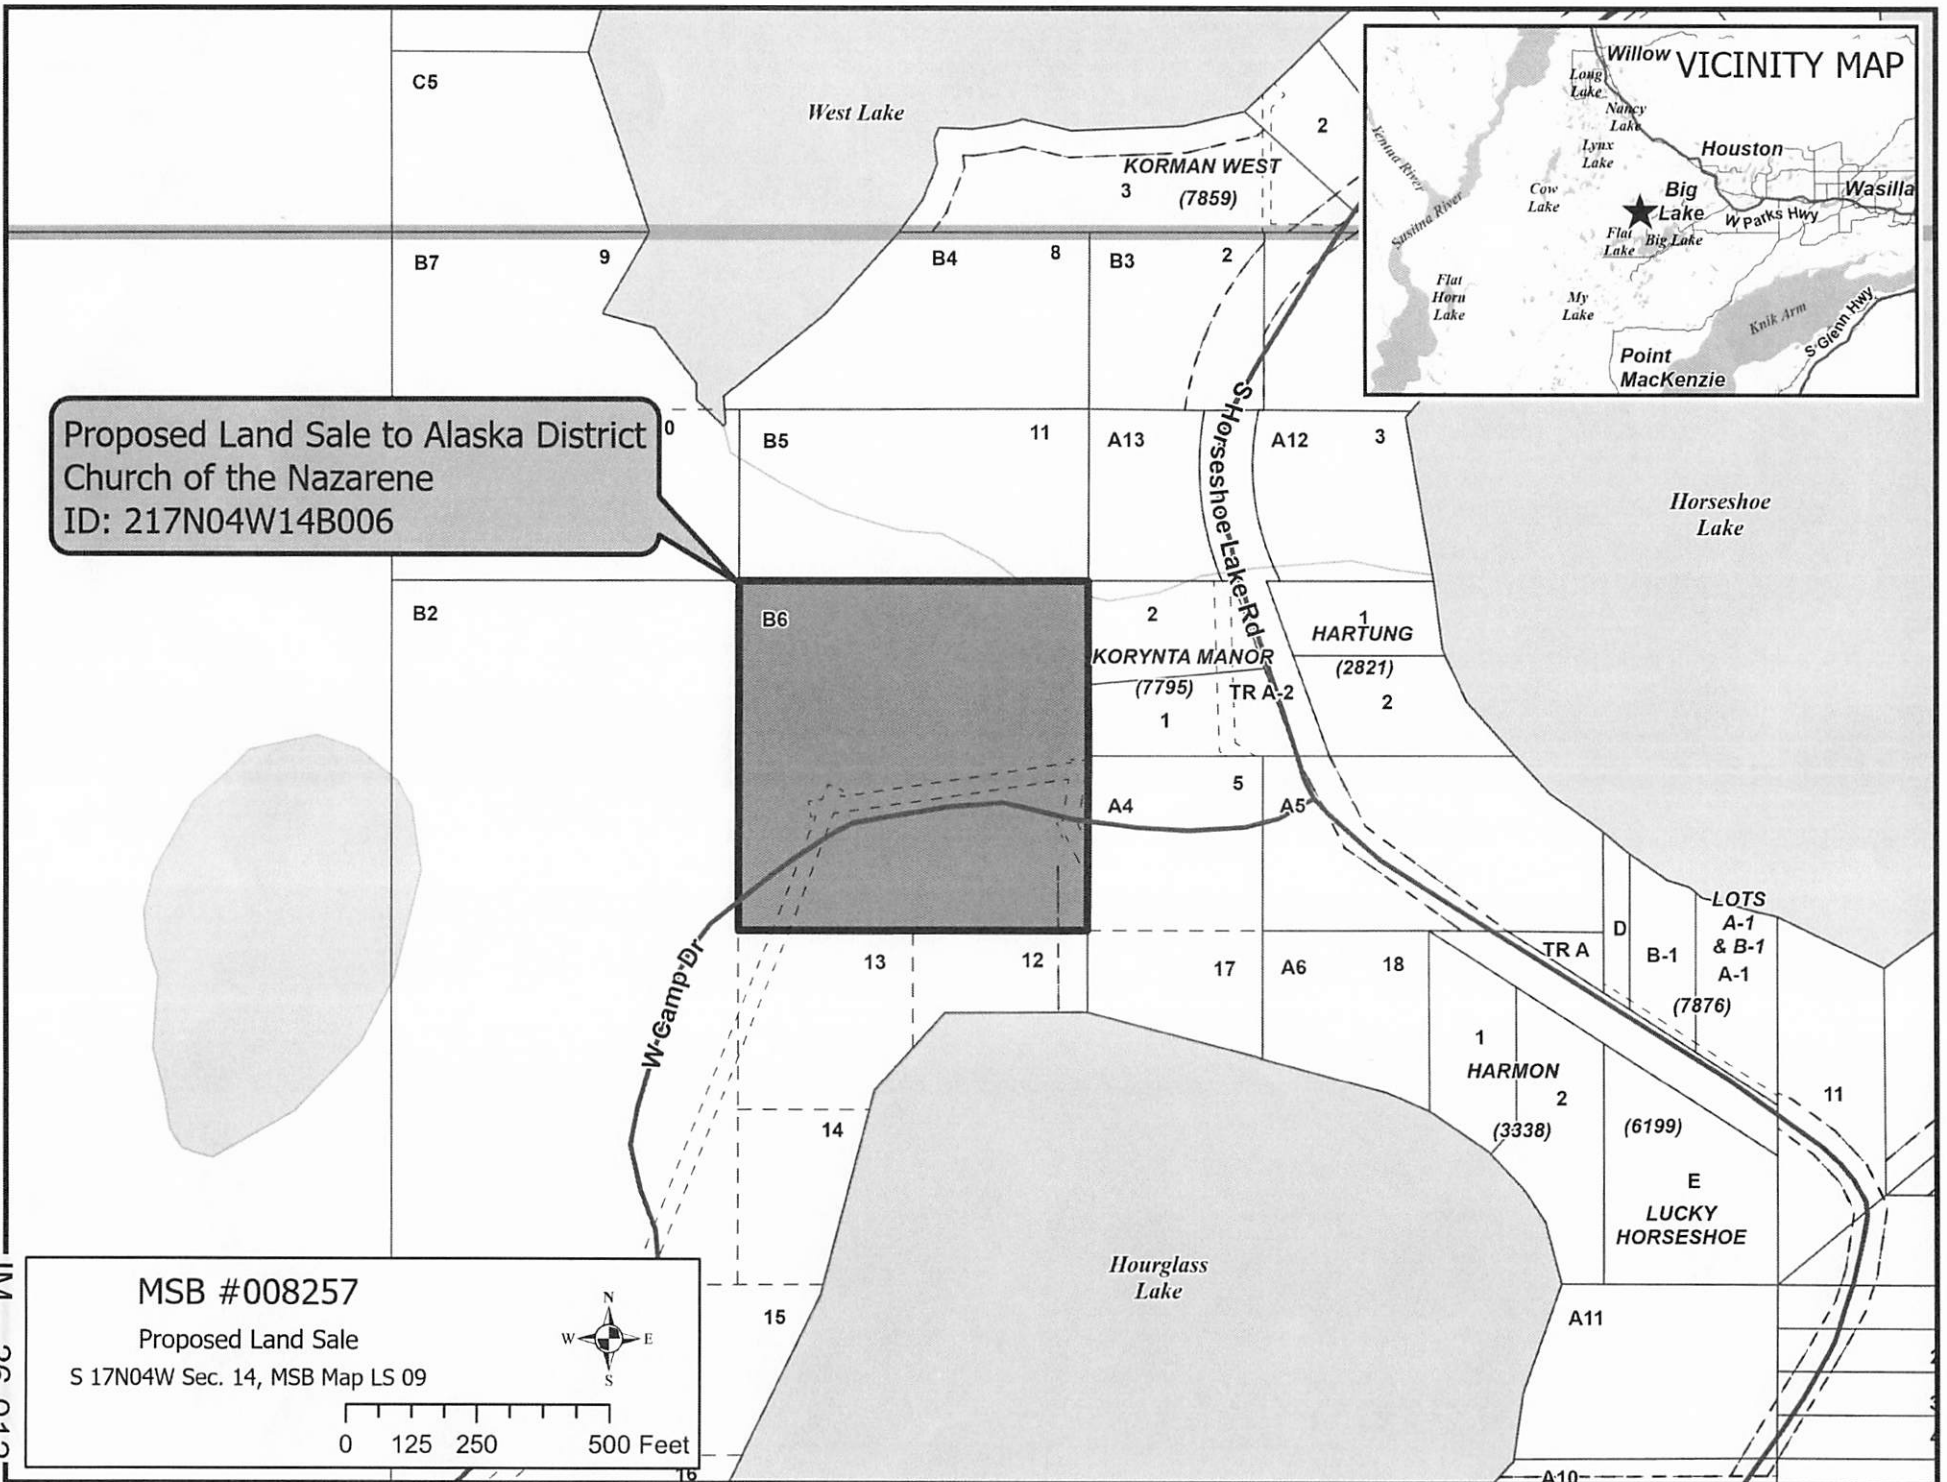 C5
West Lake
2
KORMAN WEST
3
(7859)
B7
9
B4
8
B3
2
VICINITY MAP
Willow
Long
Lake
Nancy
Lake
Lynx
Lake
Houston
Yentna River
Susitna River
Cow
Lake
Big
Lake
Wasilla
W Parks Hwy
Flat
Lake
Big Lake
Flat
Horn
Lake
My
Lake
Knik Arm
S Glenn Hwy
Point
MacKenzie
Proposed Land Sale to Alaska District
Church of the Nazarene
ID: 217N04W14B006
0
B5
11
A13
S Horseshoe Lake Rd
A12
3
Horseshoe
Lake
B2
B6
2
KORYNTA MANOR
(7795)
1
TR A-2
1
HARTUNG
(2821)
2
A4
5
A5
W Camp Dr
13
12
17
A6
18
TR A
D
B-1
LOTS
A-1
& B-1
A-1
(7876)
14
1
HARMON
2
(3338)
(6199)
E
LUCKY
HORSESHOE
11
Hourglass
Lake
15
A11
A10
16
MSB #008257
Proposed Land Sale
S 17N04W Sec. 14, MSB Map LS 09
N
W
E
S
0 125 250 500 Feet